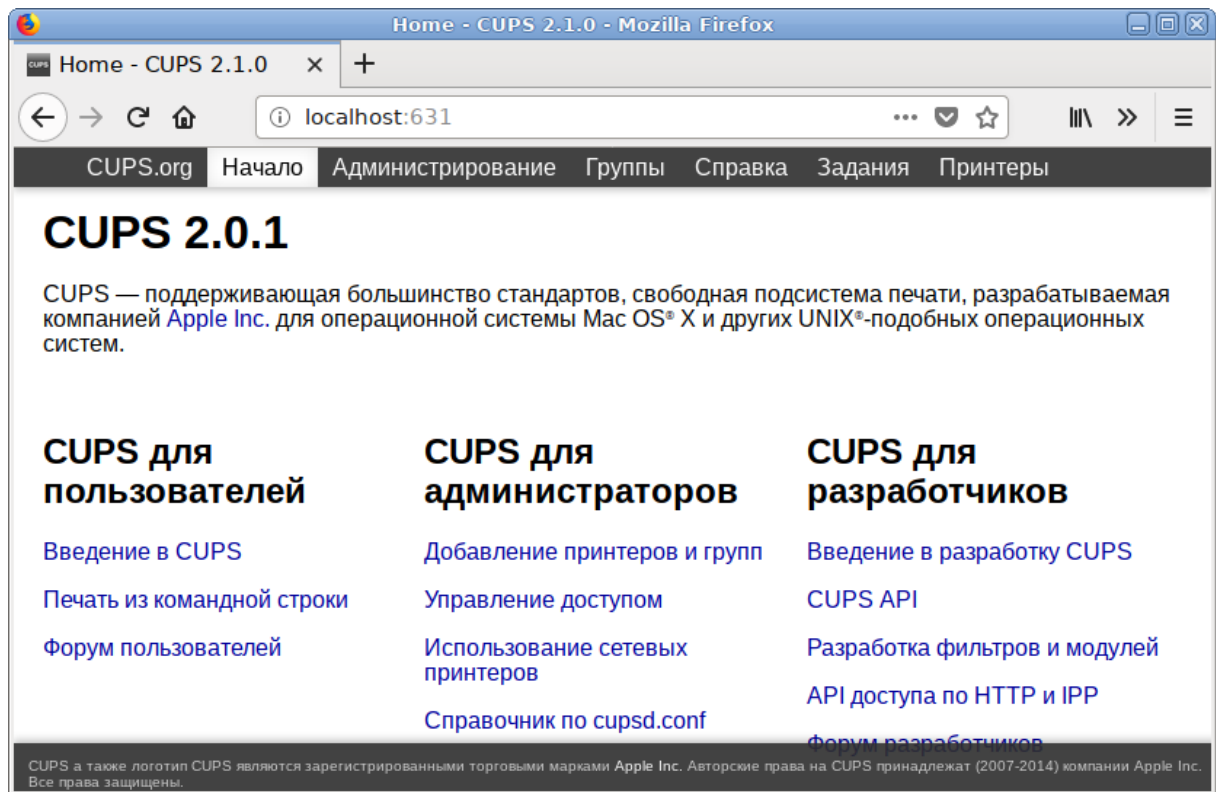 Home - CUPS 2.1.0 - Mozilla Firefox
CUPS Home - CUPS 2.1.0
localhost:631
CUPS.org Начало Администрирование Группы Справка Задания Принтеры
CUPS 2.0.1
CUPS — поддерживающая большинство стандартов, свободная подсистема печати, разрабатываемая
компанией Apple Inc. для операционной системы Mac OS® X и других UNIX®-подобных операционных
систем.
CUPS для
пользователей
Введение в CUPS
Печать из командной строки
Форум пользователей
CUPS для
администраторов
Добавление принтеров и групп
Управление доступом
Использование сетевых
принтеров
Справочник по cupsd.conf
CUPS для
разработчиков
Введение в разработку CUPS
CUPS API
Разработка фильтров и модулей
API доступа по HTTP и IPP
Форум разработчиков
CUPS а также логотип CUPS являются зарегистрированными торговыми марками Apple Inc. Авторские права на CUPS принадлежат (2007-2014) компании Apple Inc.
Все права защищены.